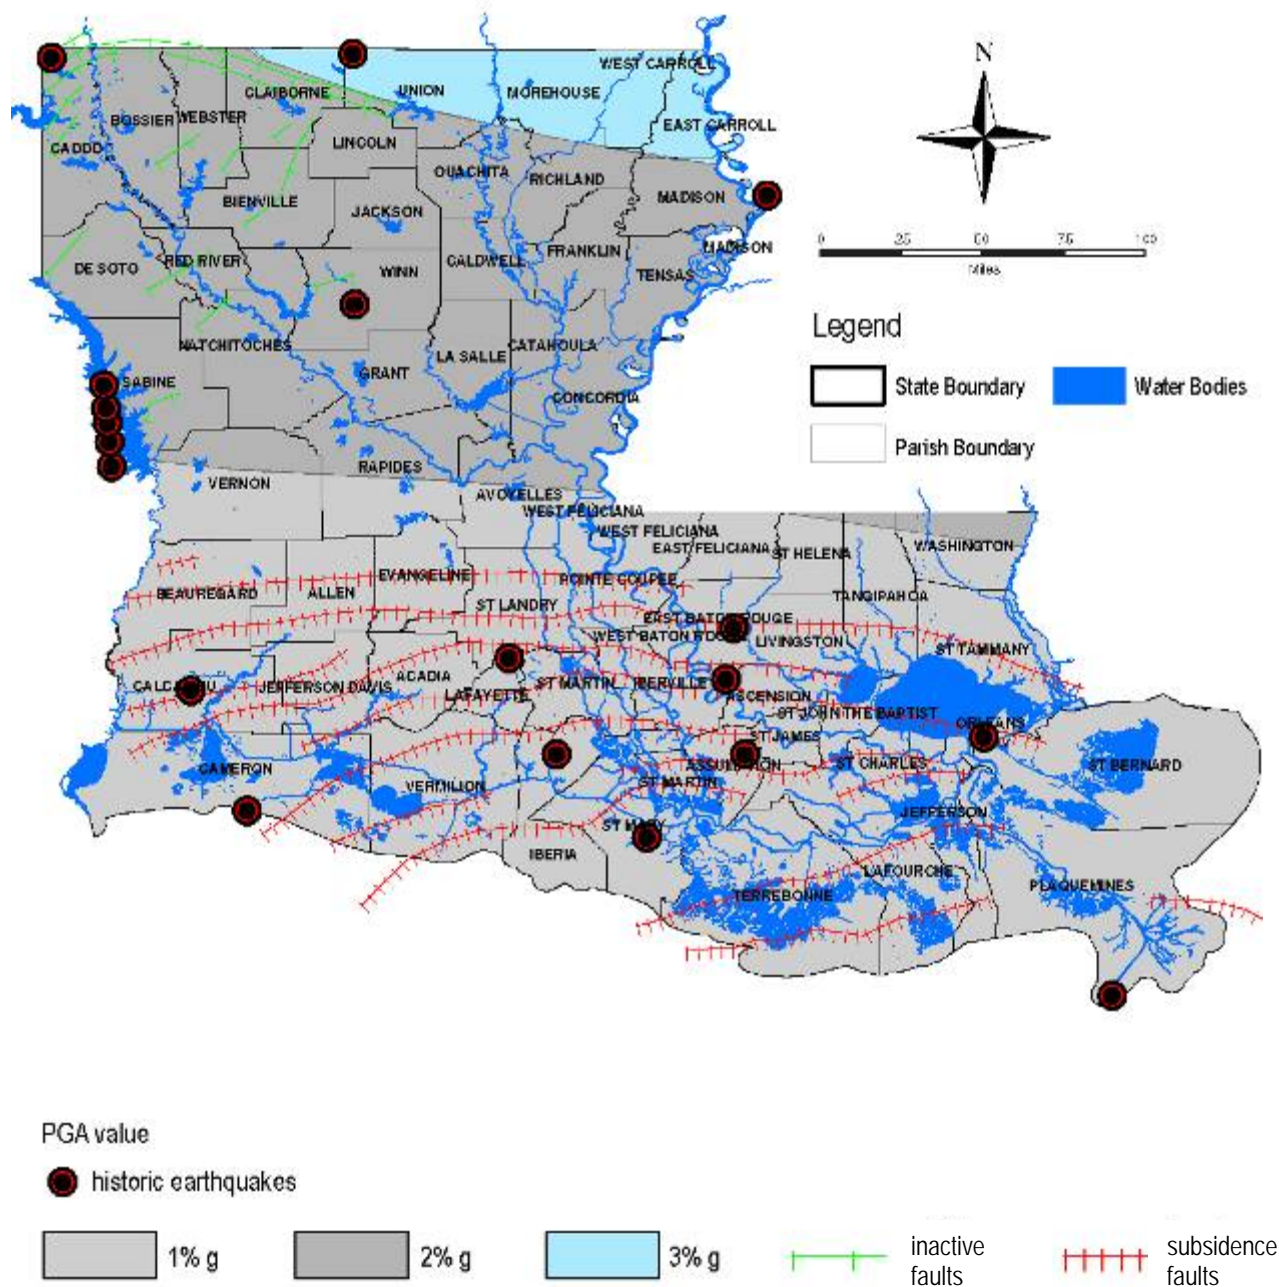 N
WEST CARROLL
CLAIBORNE
UNION
MOREHOUSE
BOSSIER
WEBSTER
EAST CARROLL
CADDO
LINCOLN
OUACHITA
RICHLAND
BIENVILLE
JACKSON
MADISON
MADISON
0 25 50 75 100
Miles
DE SOTO
RED RIVER
WINN
CALDWELL
FRANKLIN
TENSAS
Legend
State Boundary
Water Bodies
Parish Boundary
NATCHITOCHES
LA SALLE
CATAHOULA
SABINE
GRANT
CONCORDIA
RAPIDES
VERNON
AVOYELLES
WEST FELICIANA
WEST FELICIANA
EAST FELICIANA
ST HELENA
WASHINGTON
BEAUREGARD
ALLEN
EVANGELINE
POINTE COUPEE
TANGIPAHOA
ST LANDRY
EAST BATON ROUGE
WEST BATON ROUGE
LIVINGSTON
ST TAMMANY
CALCASIEU
JEFFERSON DAVIS
ACADIA
LAFAYETTE
ST MARTIN
IBERVILLE
ASCENSION
ST JOHN THE BAPTIST
ORLEANS
ST JAMES
CAMERON
VERMILION
ASSUMPTION
ST MARTIN
ST CHARLES
ST BERNARD
JEFFERSON
ST MARY
IBERIA
LAFOURCHE
TERREBONNE
PLAQUEMINES
PGA value
historic earthquakes
1% g
2% g
3% g
inactive
faults
subsidence
faults